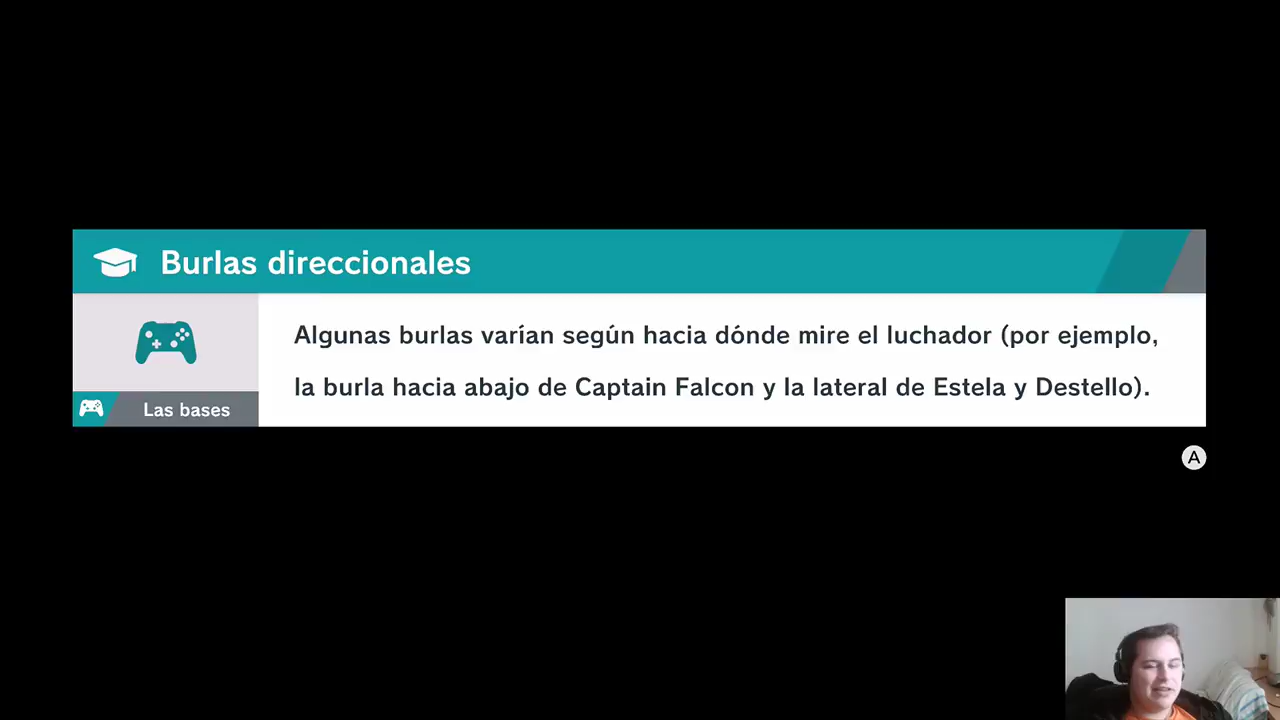 Burlas direccionales
Algunas burlas varían según hacia dónde mire el luchador (por ejemplo,
la burla hacia abajo de Captain Falcon y la lateral de Estela y Destello).
Las bases
A